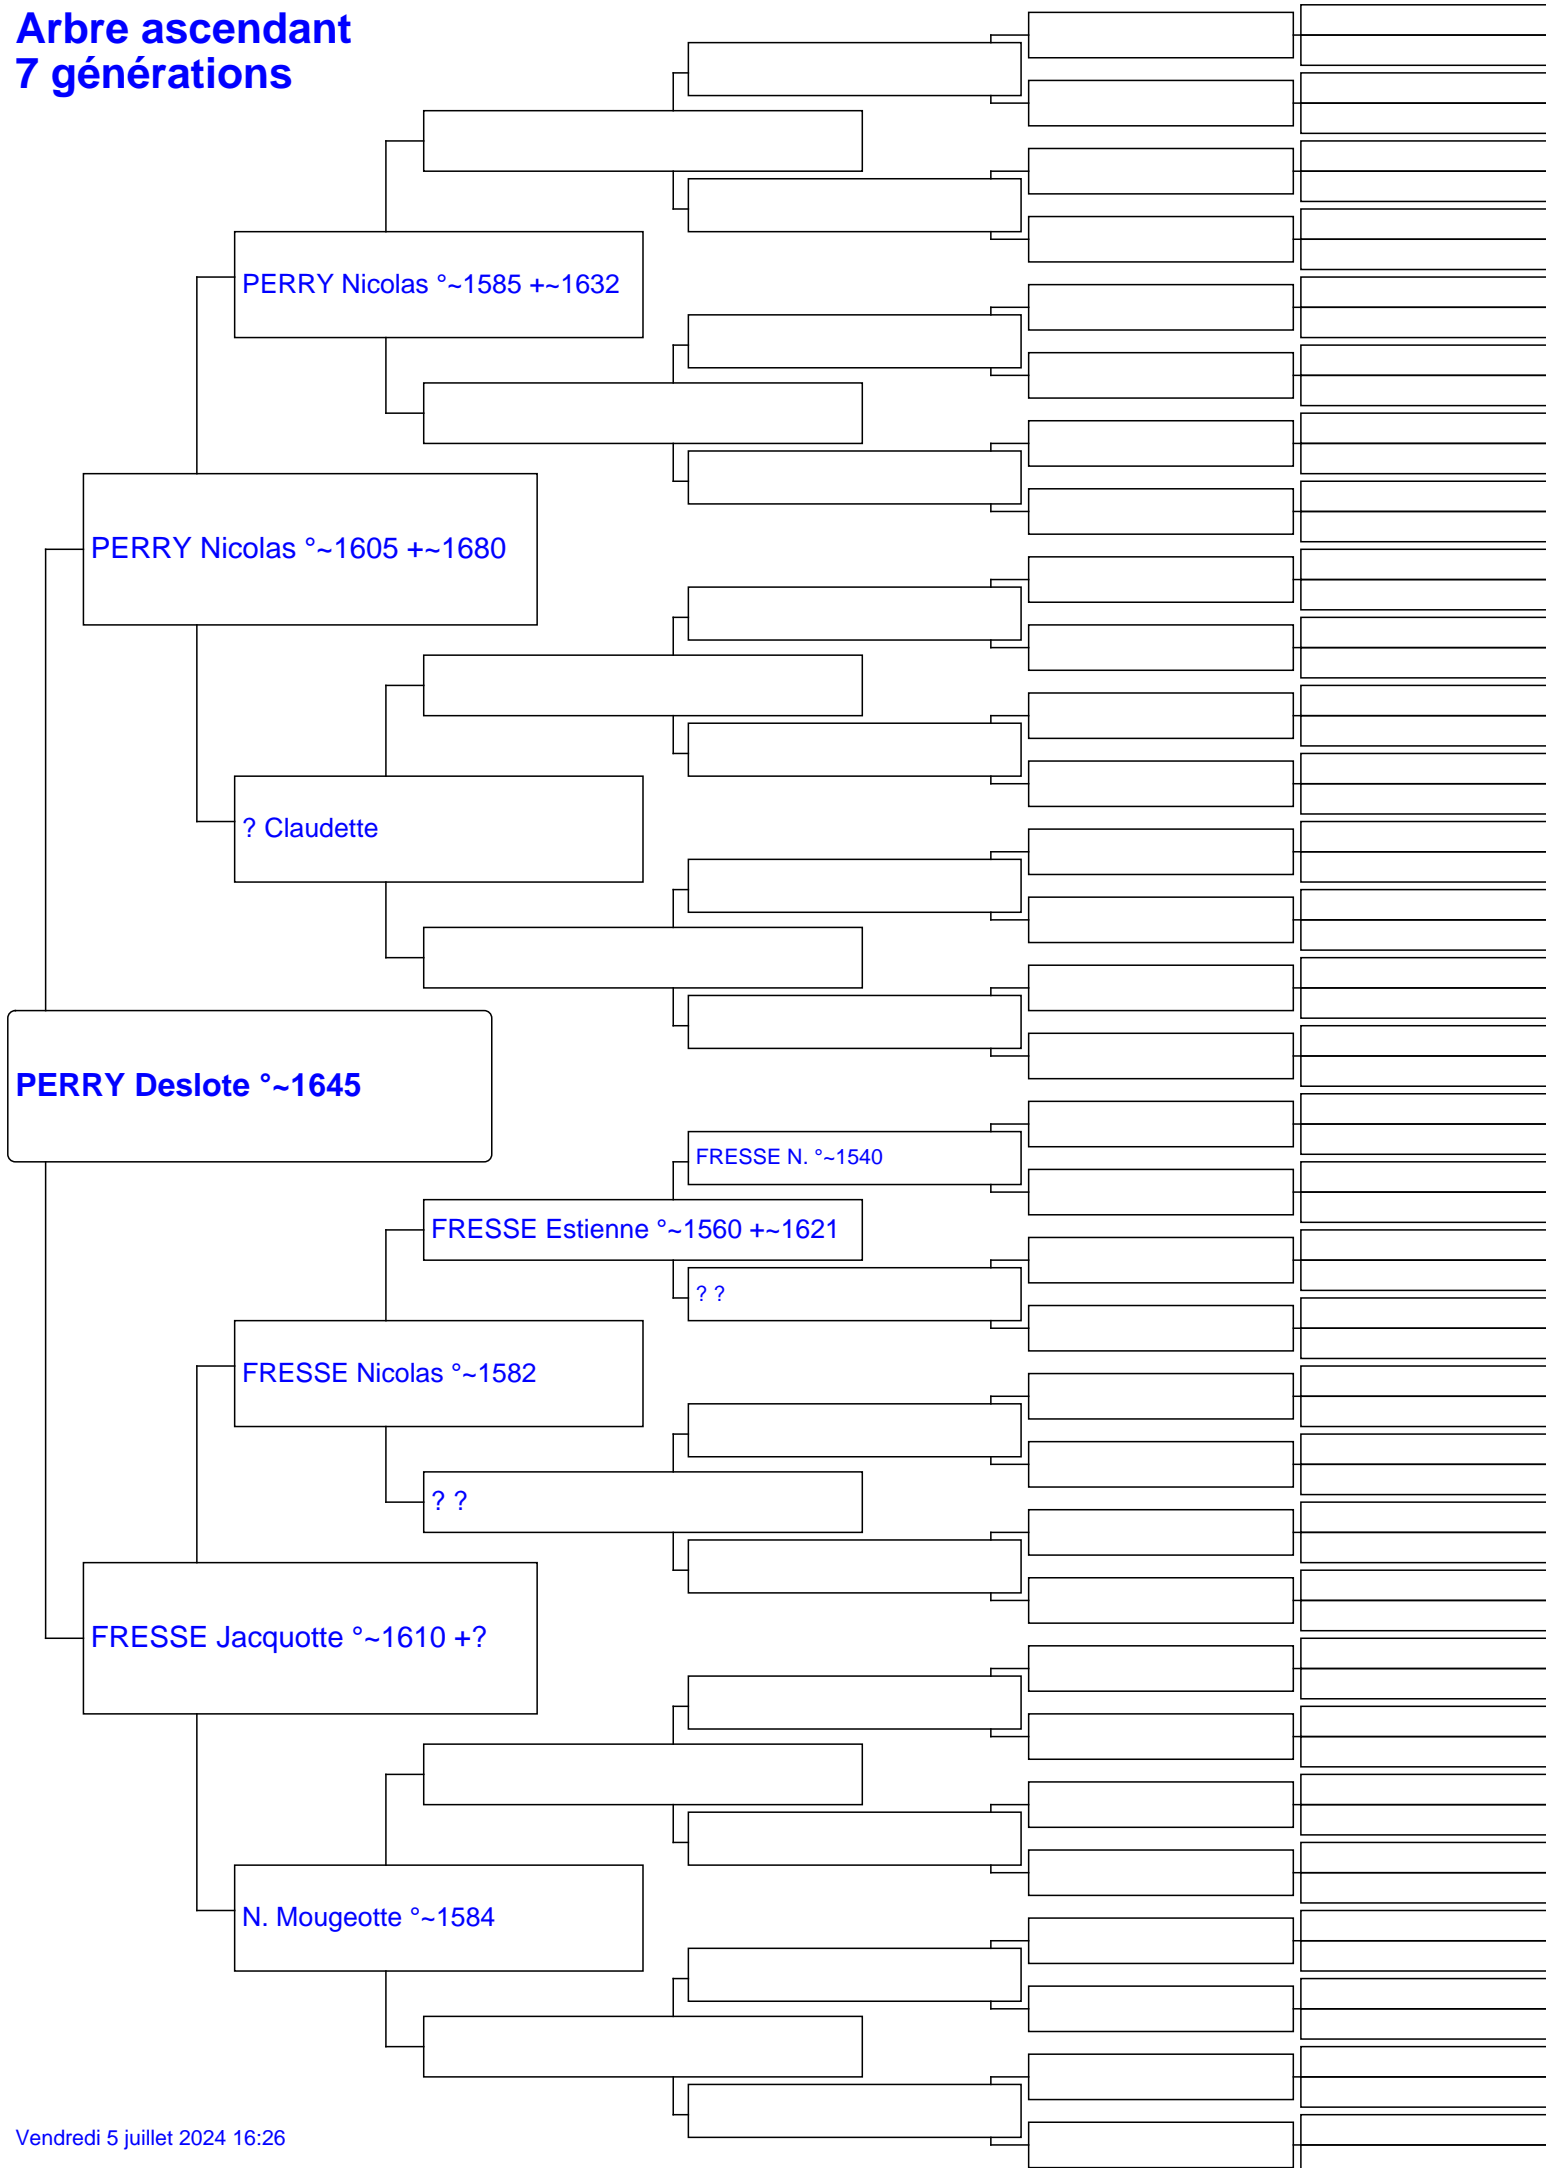 Arbre ascendant
7 générations
PERRY Nicolas °~1585 +~1632
PERRY Nicolas °~1605 +~1680
? Claudette
PERRY Deslote °~1645
FRESSE N. °~1540
FRESSE Estienne °~1560 +~1621
? ?
FRESSE Nicolas °~1582
? ?
FRESSE Jacquotte °~1610 +?
N. Mougeotte °~1584
Vendredi 5 juillet 2024 16:26